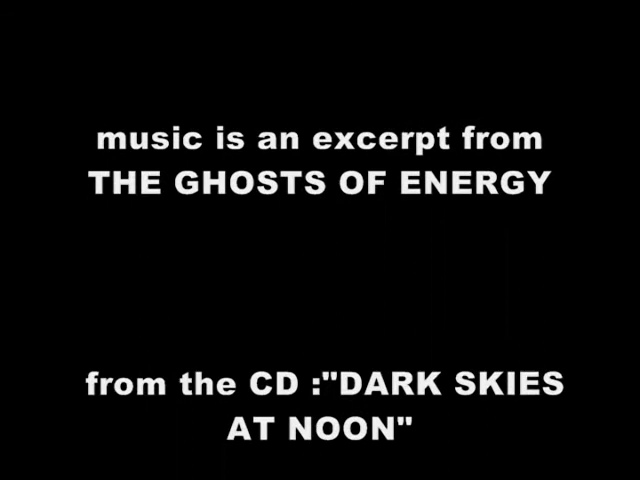 music is an excerpt from
THE GHOSTS OF ENERGY
from the CD :"DARK SKIES
AT NOON"